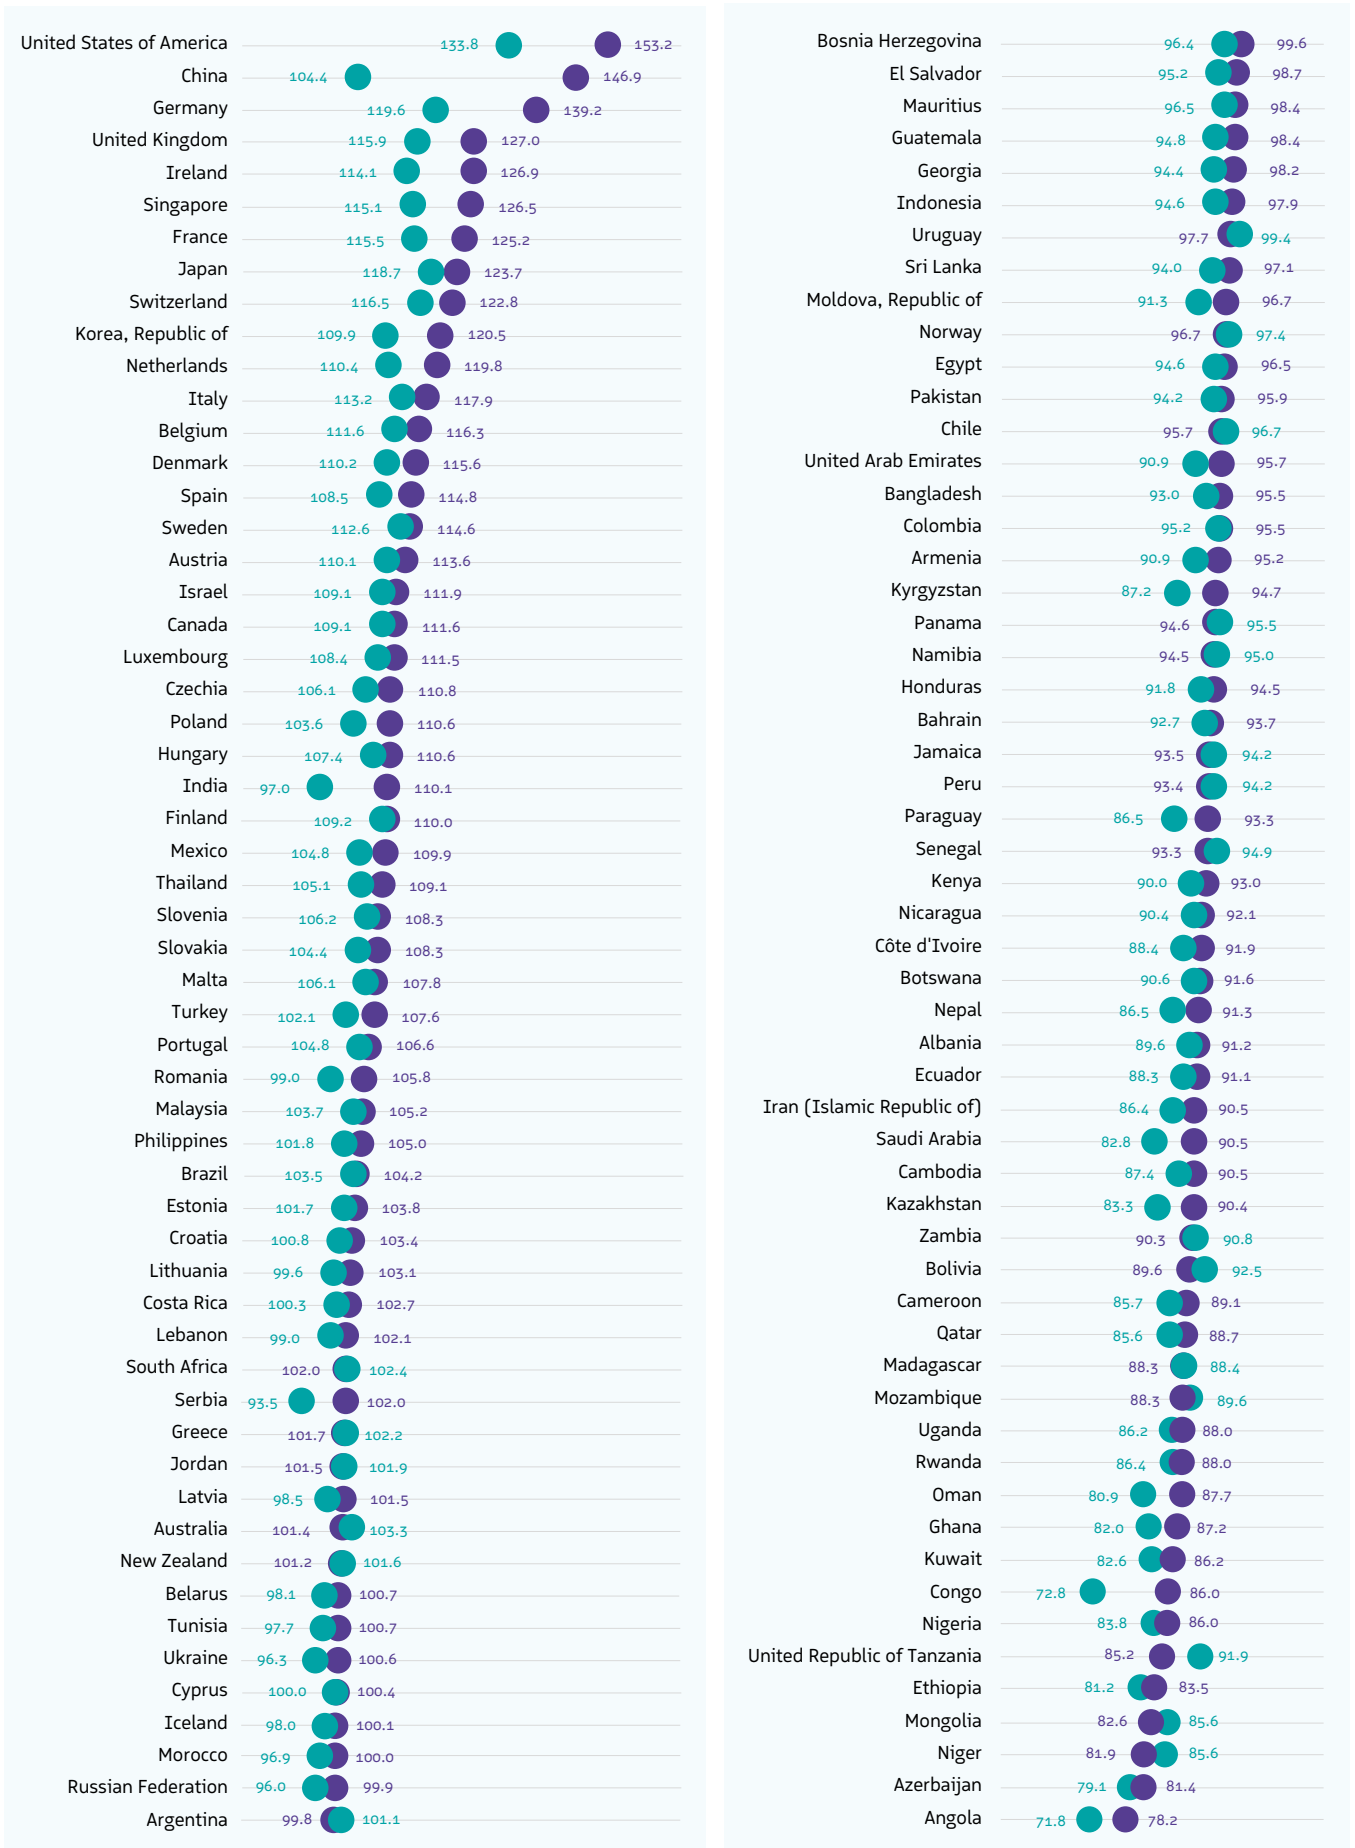 United States of America 133.8 153.2
China 104.4 146.9
Germany 119.6 139.2
United Kingdom 115.9 127.0
Ireland 114.1 126.9
Singapore 115.1 126.5
France 115.5 125.2
Japan 118.7 123.7
Switzerland 116.5 122.8
Korea, Republic of 109.9 120.5
Netherlands 110.4 119.8
Italy 113.2 117.9
Belgium 111.6 116.3
Denmark 110.2 115.6
Spain 108.5 114.8
Sweden 112.6 114.6
Austria 110.1 113.6
Israel 109.1 111.9
Canada 109.1 111.6
Luxembourg 108.4 111.5
Czechia 106.1 110.8
Poland 103.6 110.6
Hungary 107.4 110.6
India 97.0 110.1
Finland 109.2 110.0
Mexico 104.8 109.9
Thailand 105.1 109.1
Slovenia 106.2 108.3
Slovakia 104.4 108.3
Malta 106.1 107.8
Turkey 102.1 107.6
Portugal 104.8 106.6
Romania 99.0 105.8
Malaysia 103.7 105.2
Philippines 101.8 105.0
Brazil 103.5 104.2
Estonia 101.7 103.8
Croatia 100.8 103.4
Lithuania 99.6 103.1
Costa Rica 100.3 102.7
Lebanon 99.0 102.1
South Africa 102.0 102.4
Serbia 93.5 102.0
Greece 101.7 102.2
Jordan 101.5 101.9
Latvia 98.5 101.5
Australia 101.4 103.3
New Zealand 101.2 101.6
Belarus 98.1 100.7
Tunisia 97.7 100.7
Ukraine 96.3 100.6
Cyprus 100.0 100.4
Iceland 98.0 100.1
Morocco 96.9 100.0
Russian Federation 96.0 99.9
Argentina 99.8 101.1
Bosnia Herzegovina 96.4 99.6
El Salvador 95.2 98.7
Mauritius 96.5 98.4
Guatemala 94.8 98.4
Georgia 94.4 98.2
Indonesia 94.6 97.9
Uruguay 97.7 99.4
Sri Lanka 94.0 97.1
Moldova, Republic of 91.3 96.7
Norway 96.7 97.4
Egypt 94.6 96.5
Pakistan 94.2 95.9
Chile 95.7 96.7
United Arab Emirates 90.9 95.7
Bangladesh 93.0 95.5
Colombia 95.2 95.5
Armenia 90.9 95.2
Kyrgyzstan 87.2 94.7
Panama 94.6 95.5
Namibia 94.5 95.0
Honduras 91.8 94.5
Bahrain 92.7 93.7
Jamaica 93.5 94.2
Peru 93.4 94.2
Paraguay 86.5 93.3
Senegal 93.3 94.9
Kenya 90.0 93.0
Nicaragua 90.4 92.1
Côte d'Ivoire 88.4 91.9
Botswana 90.6 91.6
Nepal 86.5 91.3
Albania 89.6 91.2
Ecuador 88.3 91.1
Iran (Islamic Republic of) 86.4 90.5
Saudi Arabia 82.8 90.5
Cambodia 87.4 90.5
Kazakhstan 83.3 90.4
Zambia 90.3 90.8
Bolivia 89.6 92.5
Cameroon 85.7 89.1
Qatar 85.6 88.7
Madagascar 88.3 88.4
Mozambique 88.3 89.6
Uganda 86.2 88.0
Rwanda 86.4 88.0
Oman 80.9 87.7
Ghana 82.0 87.2
Kuwait 82.6 86.2
Congo 72.8 86.0
Nigeria 83.8 86.0
United Republic of Tanzania 85.2 91.9
Ethiopia 81.2 83.5
Mongolia 82.6 85.6
Niger 81.9 85.6
Azerbaijan 79.1 81.4
Angola 71.8 78.2